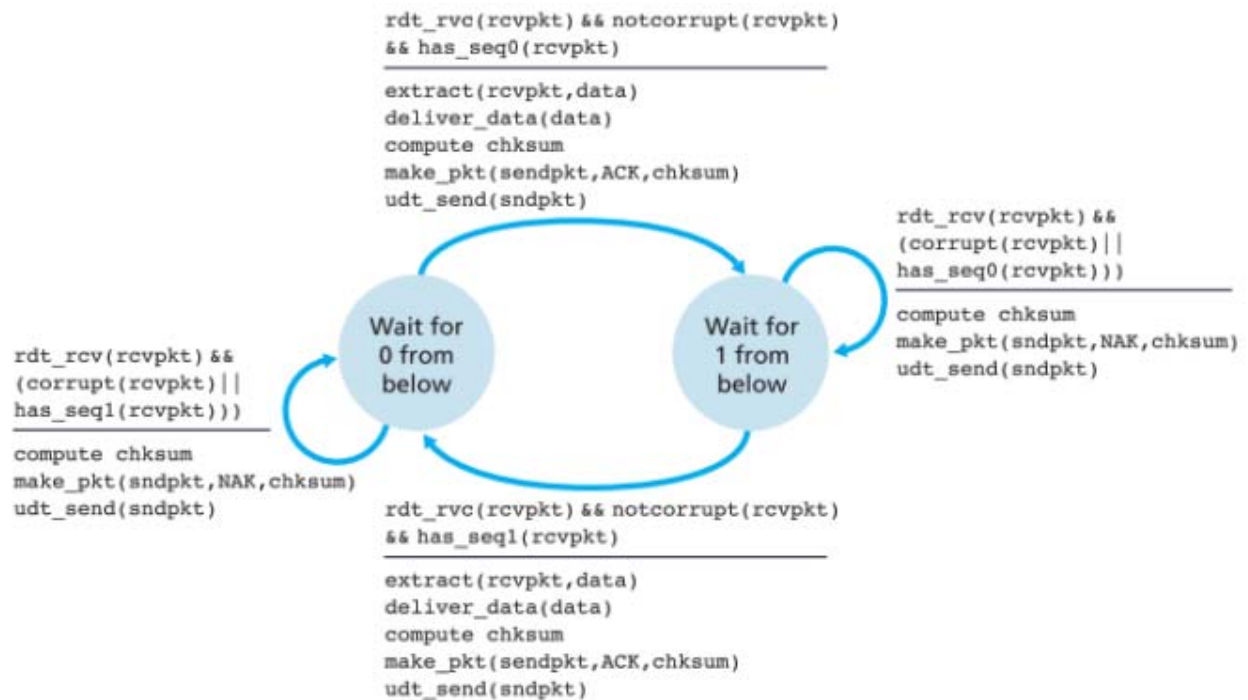 rdt_rvc(rcvpkt) && notcorrupt(rcvpkt)
&& has_seq0(rcvpkt)
extract(rcvpkt,data)
deliver_data(data)
compute chksum
make_pkt(sendpkt,ACK,chksum)
udt_send(sndpkt)
rdt_rcv(rcvpkt) &&
(corrupt(rcvpkt)||
has_seq0(rcvpkt)))
compute chksum
make_pkt(sndpkt,NAK,chksum)
udt_send(sndpkt)
Wait for
0 from
below
Wait for
1 from
below
rdt_rcv(rcvpkt) &&
(corrupt(rcvpkt)||
has_seq1(rcvpkt)))
compute chksum
make_pkt(sndpkt,NAK,chksum)
udt_send(sndpkt)
rdt_rvc(rcvpkt) && notcorrupt(rcvpkt)
&& has_seq1(rcvpkt)
extract(rcvpkt,data)
deliver_data(data)
compute chksum
make_pkt(sendpkt,ACK,chksum)
udt_send(sndpkt)